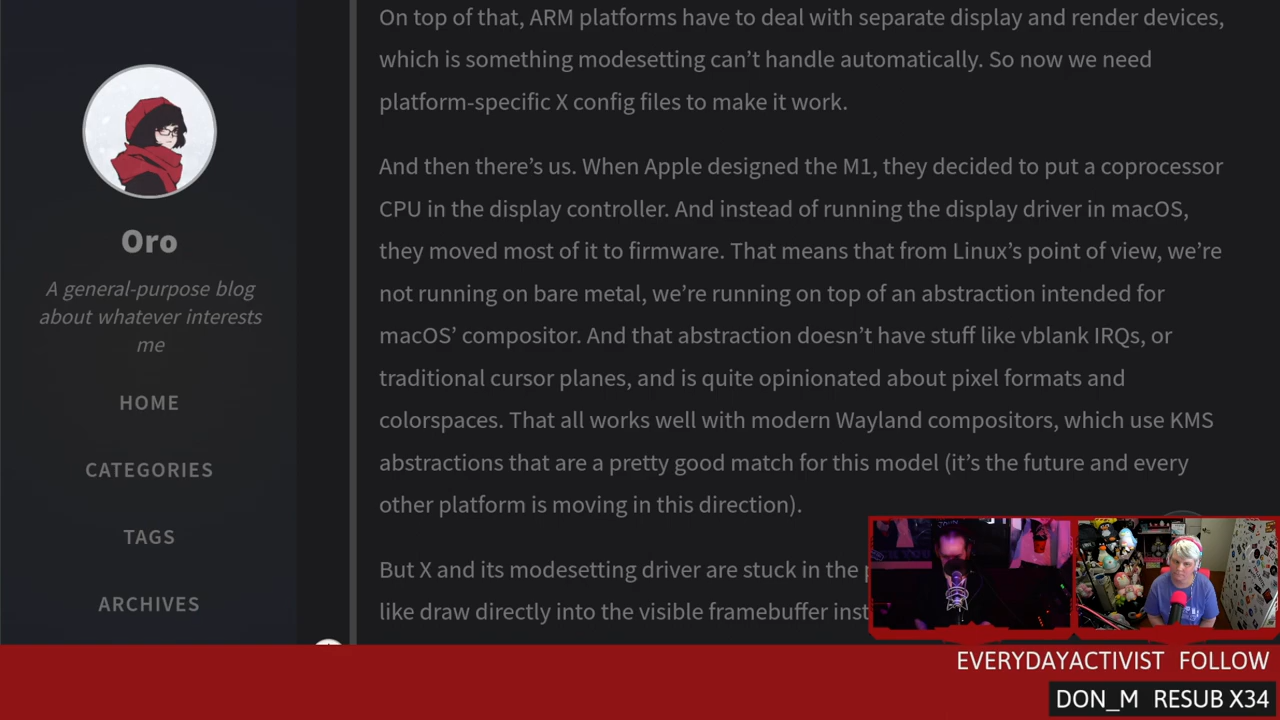 Oro
A general-purpose blog
about whatever interests
me
HOME
CATEGORIES
TAGS
ARCHIVES
On top of that, ARM platforms have to deal with separate display and render devices,
which is something modesetting can’t handle automatically. So now we need
platform-specific X config files to make it work.
And then there’s us. When Apple designed the M1, they decided to put a coprocessor
CPU in the display controller. And instead of running the display driver in macOS,
they moved most of it to firmware. That means that from Linux’s point of view, we’re
not running on bare metal, we’re running on top of an abstraction intended for
macOS’ compositor. And that abstraction doesn’t have stuff like vblank IRQs, or
traditional cursor planes, and is quite opinionated about pixel formats and
colorspaces. That all works well with modern Wayland compositors, which use KMS
abstractions that are a pretty good match for this model (it’s the future and every
other platform is moving in this direction).
But X and its modesetting driver are stuck in the
like draw directly into the visible framebuffer
EVERYDAYACTIVIST FOLLOW
DON_M RESUB X34